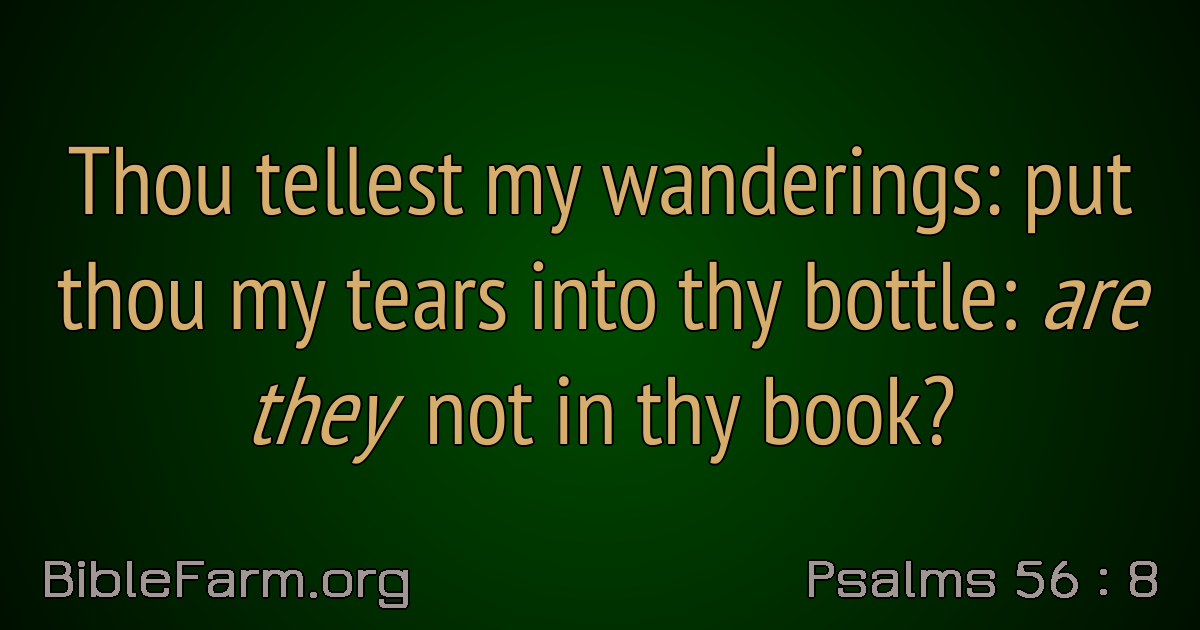 Thou tellest my wanderings: put
thou my tears into thy bottle: are
they not in thy book?
BibleFarm.org
Psalms 56 : 8